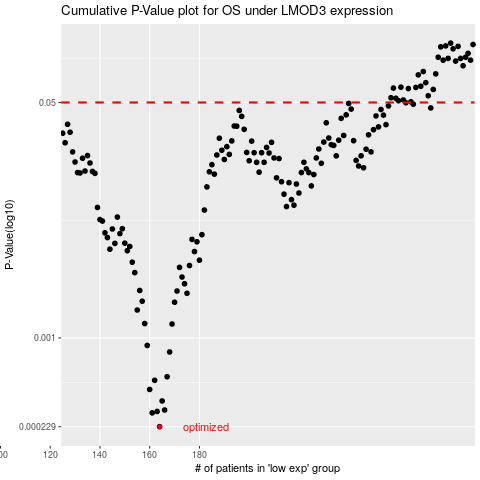 Cumulative P-Value plot for OS under LMOD3 expression
P-Value(log10)
0.05
0.001
0.000229
optimized
00 120 140 160 180
# of patients in 'low exp' group